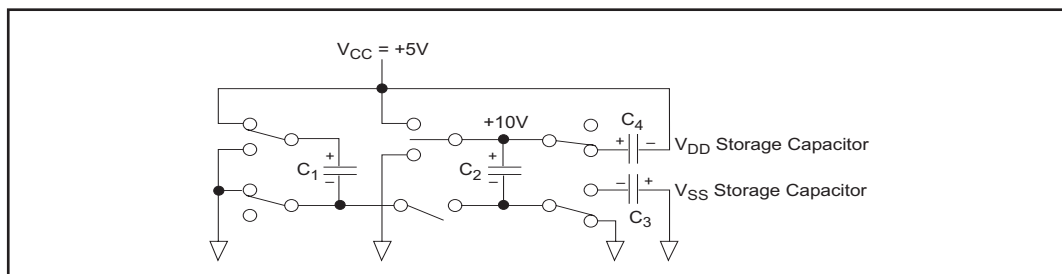 V_CC = +5V
+10V
C_4
+
–
V_DD Storage Capacitor
+
C_1
–
+
C_2
–
–
+
V_SS Storage Capacitor
C_3